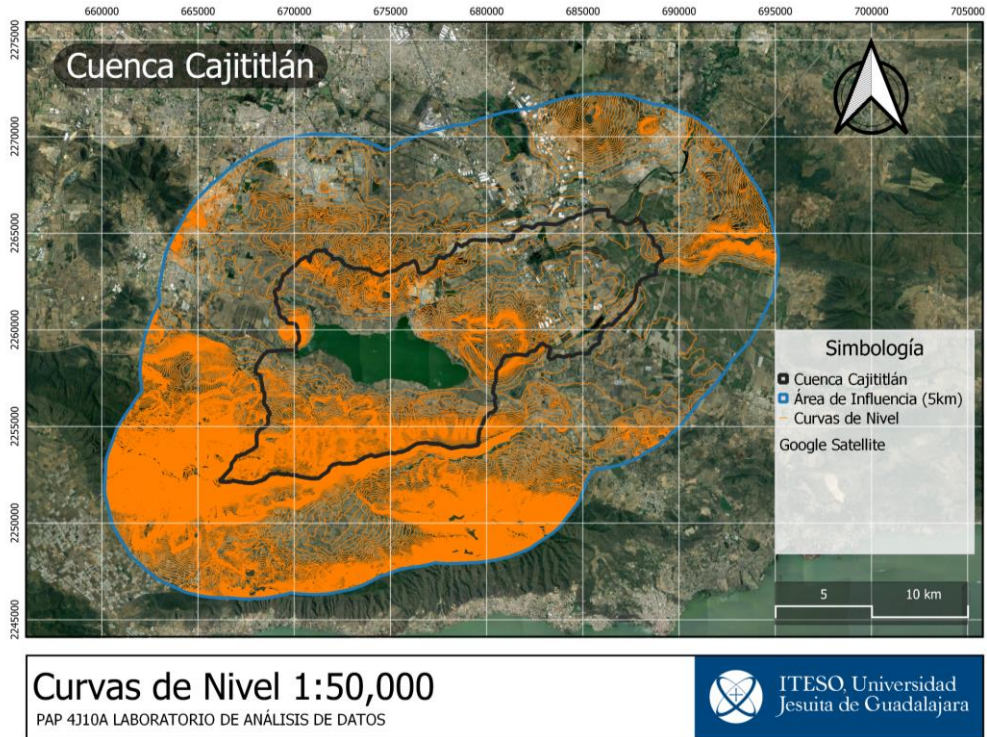 660000 665000 670000 675000 680000 685000 690000 695000 700000 705000
2275000
2270000
2265000
2260000
2255000
2250000
2245000
Cuenca Cajititlán
Simbología
Cuenca Cajititlán
Área de Influencia (5km)
Curvas de Nivel
Google Satellite
5 10 km
Curvas de Nivel 1:50,000
PAP 4J10A LABORATORIO DE ANÁLISIS DE DATOS
ITESO, Universidad
Jesuita de Guadalajara